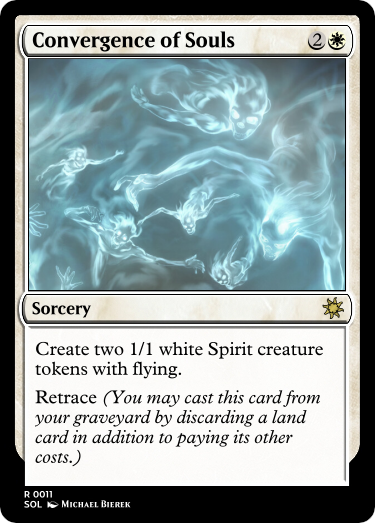 Convergence of Souls 2
Sorcery
Create two 1/1 white Spirit creature
tokens with flying.
Retrace (You may cast this card from
your graveyard by discarding a land
card in addition to paying its other
costs.)
R 0011
SOL Michael Bierek